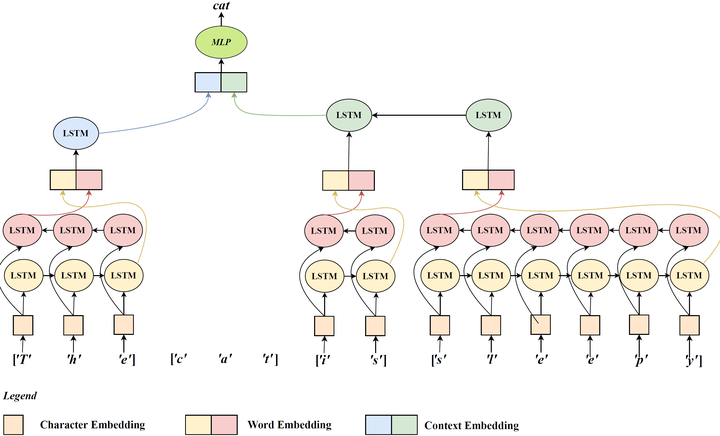 cat
MLP
LSTM LSTM
LSTM
LSTM LSTM LSTM LSTM LSTM LSTM LSTM LSTM LSTM LSTM LSTM
LSTM LSTM LSTM LSTM LSTM LSTM LSTM LSTM LSTM LSTM LSTM
['T' 'h' 'e'] ['c' 'a' 't'] ['i' 's'] ['s' 'l' 'e' 'e' 'p' 'y']
Legend
Character Embedding Word Embedding Context Embedding